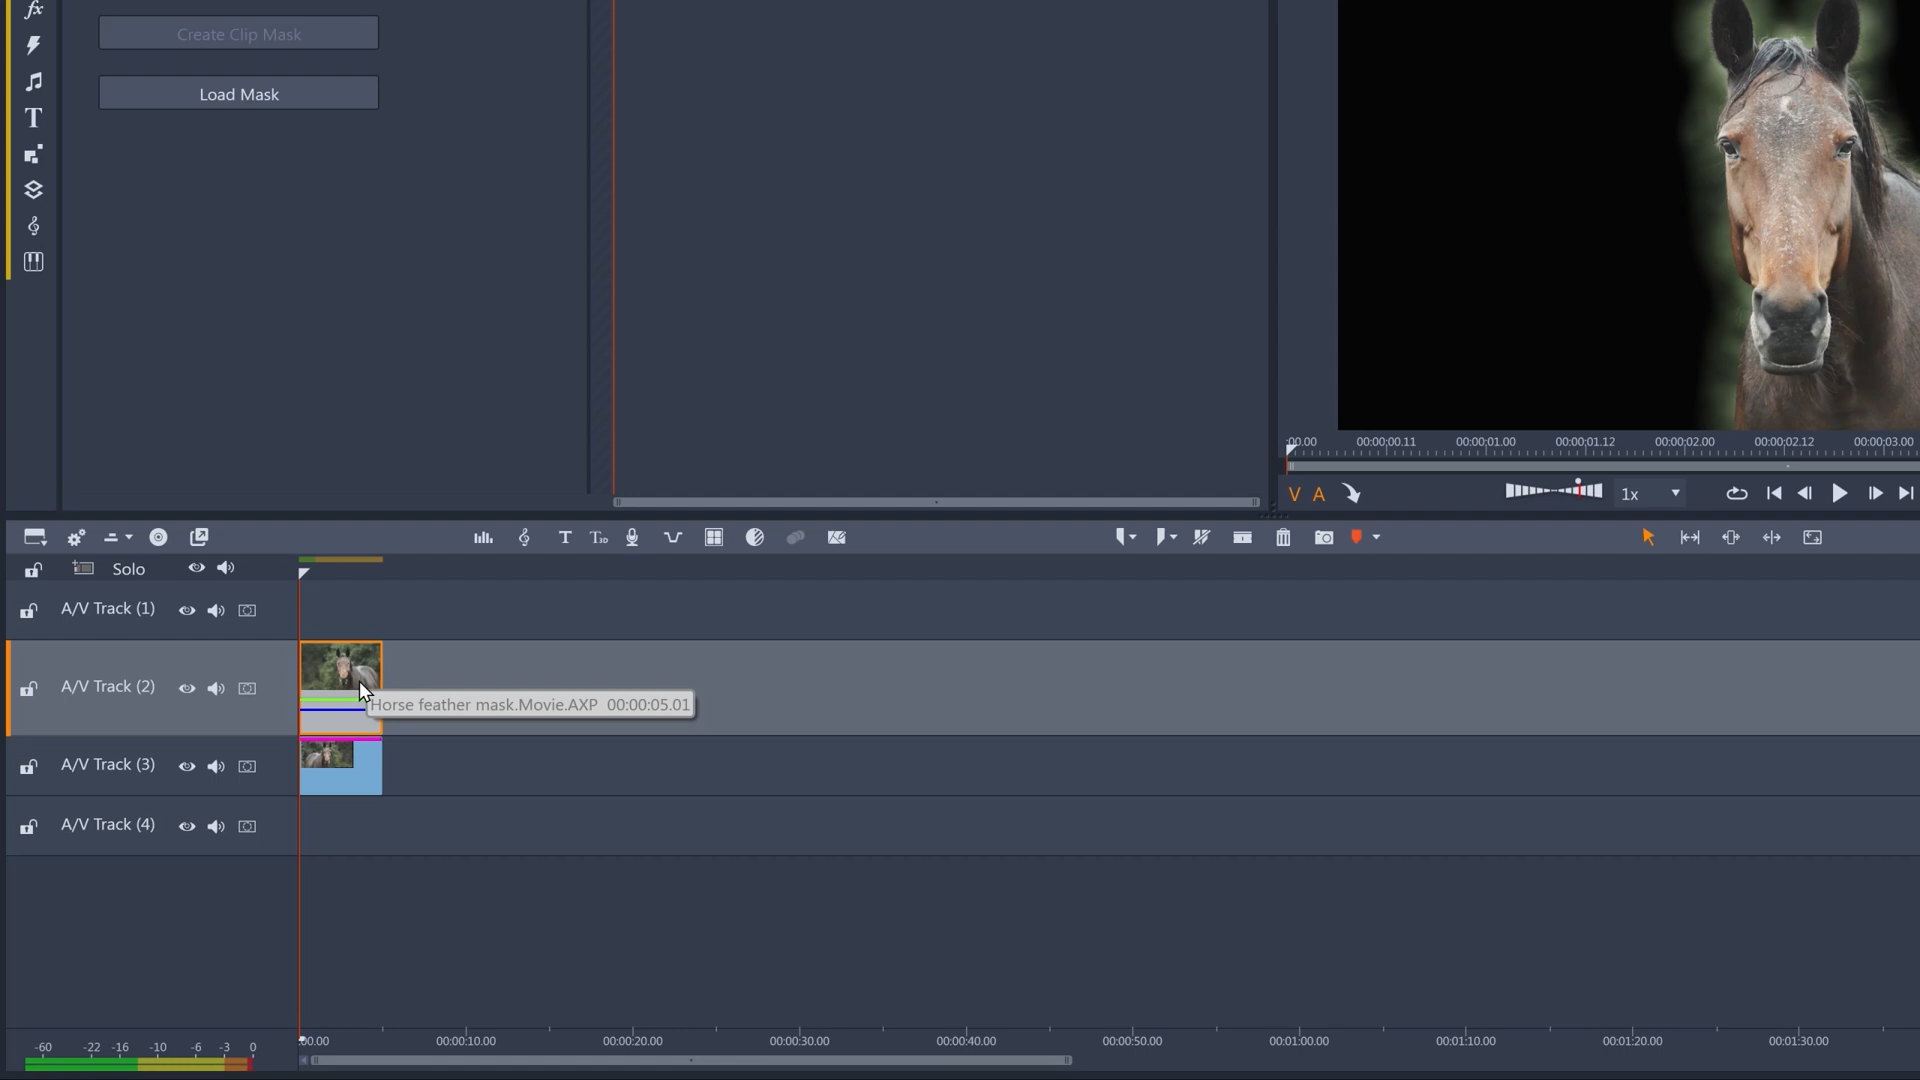 fx
Create Clip Mask
Load Mask
T
:00.00 00:00:00.11 00:00:01.00 00:00:01.12 00:00:02.00 00:00:02.12 00:00:03.00
V A 1x
T T3D
Solo
A/V Track (1)
A/V Track (2)
Horse feather mask.Movie.AXP 00:00:05.01
A/V Track (3)
A/V Track (4)
:00.00 00:00:10.00 00:00:20.00 00:00:30.00 00:00:40.00 00:00:50.00 00:01:00.00 00:01:10.00 00:01:20.00 00:01:30.00
-60 -22 -16 -10 -6 -3 0